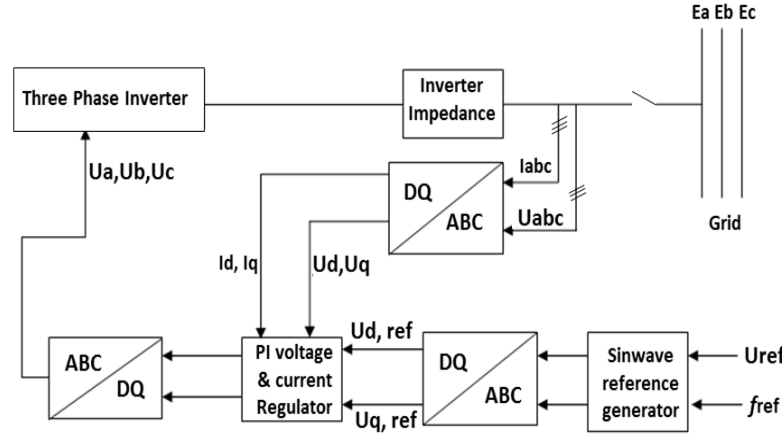 Ea Eb Ec
Three Phase Inverter
Inverter
Impedance
Ua,Ub,Uc
Iabc
DQ
ABC
Uabc
Grid
Id, Iq
Ud,Uq
Ud, ref
ABC
DQ
PI voltage
& current
Regulator
Uq, ref
DQ
ABC
Sinwave
reference
generator
Uref
fref